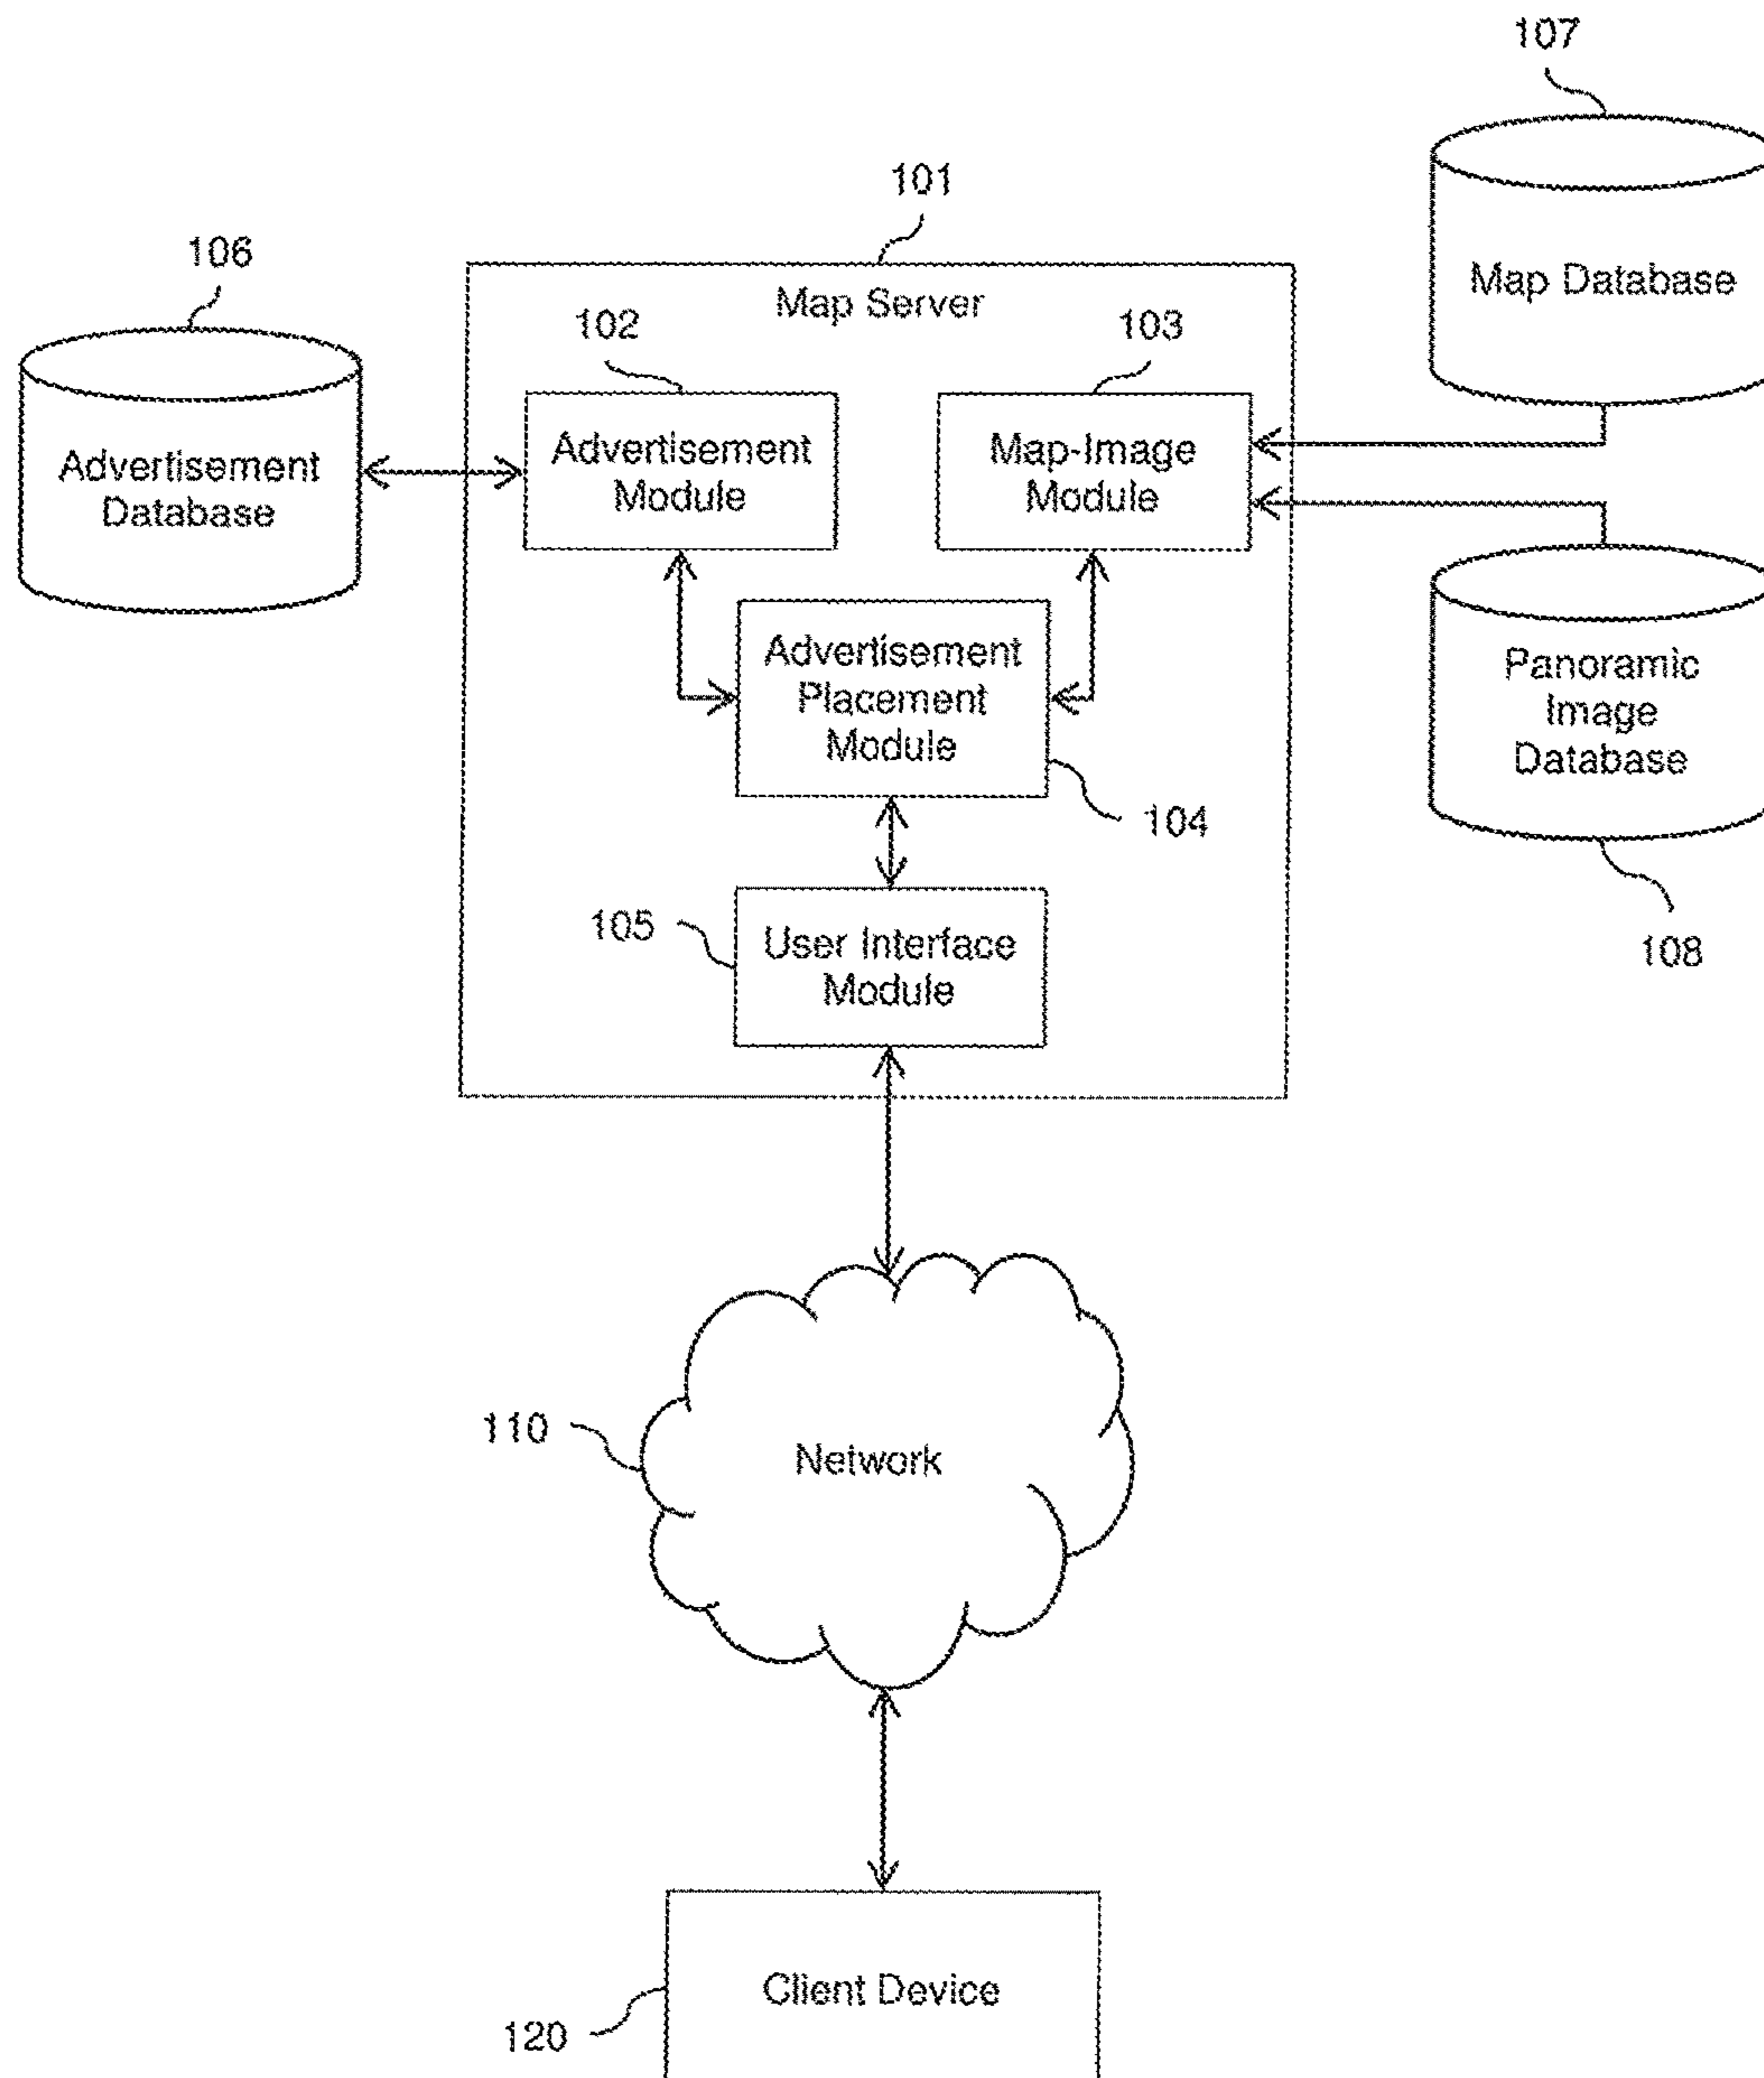 107
101
106
Map Server
Map Database
102
103
Advertisement
Database
Advertisement
Module
Map-Image
Module
Advertisement
Placement
Module
Panoramic
Image
Database
104
105
User Interface
Module
108
110
Network
Client Device
120